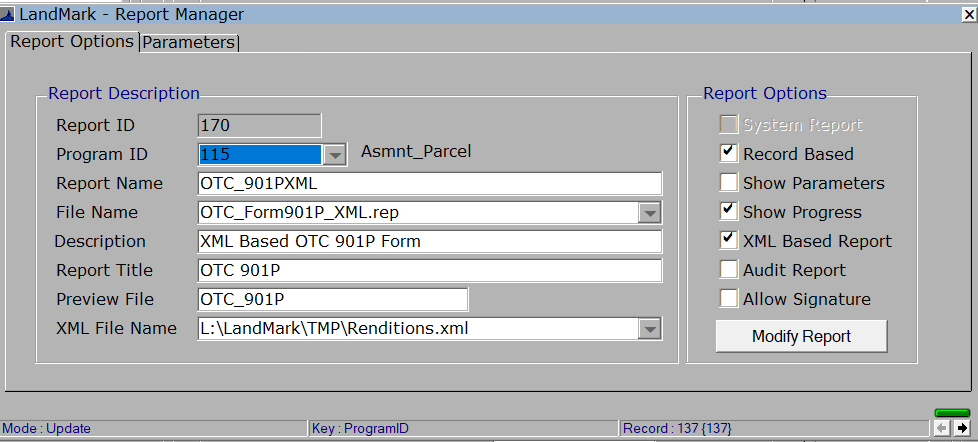 LandMark - Report Manager
Report Options Parameters
Report Description
Report ID 170
Program ID 115 Asmnt_Parcel
Report Name OTC_901PXML
File Name OTC_Form901P_XML.rep
Description XML Based OTC 901P Form
Report Title OTC 901P
Preview File OTC_901P
XML File Name L:\LandMark\TMP\Renditions.xml
Report Options
System Report
Record Based
Show Parameters
Show Progress
XML Based Report
Audit Report
Allow Signature
Modify Report
Mode : Update Key : ProgramID Record : 137 {137}